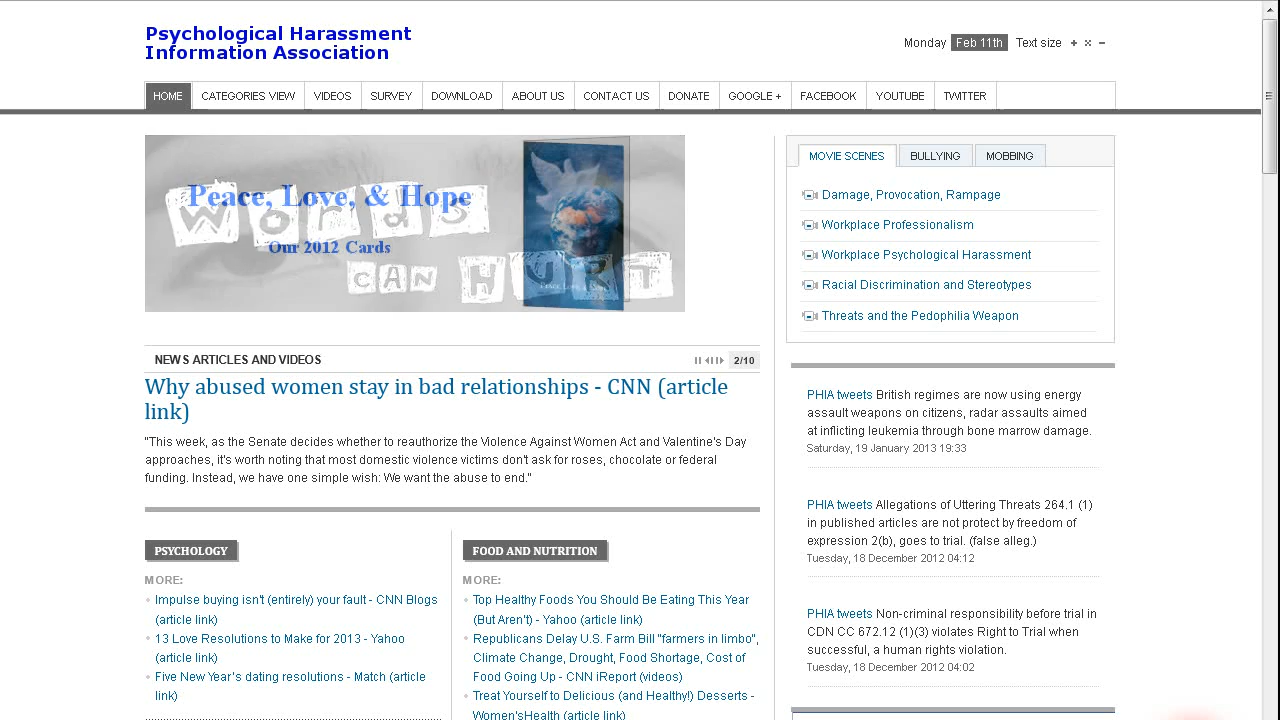 Psychological Harassment
Information Association
Monday Feb 11th Text size + x −
HOME CATEGORIES VIEW VIDEOS SURVEY DOWNLOAD ABOUT US CONTACT US DONATE GOOGLE + FACEBOOK YOUTUBE TWITTER
Peace, Love, & Hope
Words
Our 2012 Cards
CAN HURT
MOVIE SCENES BULLYING MOBBING
Damage, Provocation, Rampage
Workplace Professionalism
Workplace Psychological Harassment
Racial Discrimination and Stereotypes
Threats and the Pedophilia Weapon
NEWS ARTICLES AND VIDEOS 2/10
Why abused women stay in bad relationships - CNN (article
link)
"This week, as the Senate decides whether to reauthorize the Violence Against Women Act and Valentine's Day
approaches, it's worth noting that most domestic violence victims don't ask for roses, chocolate or federal
funding. Instead, we have one simple wish: We want the abuse to end."
PSYCHOLOGY
MORE:
Impulse buying isn't (entirely) your fault - CNN Blogs
(article link)
13 Love Resolutions to Make for 2013 - Yahoo
(article link)
Five New Year's dating resolutions - Match (article
link)
FOOD AND NUTRITION
MORE:
Top Healthy Foods You Should Be Eating This Year
(But Aren't) - Yahoo (article link)
Republicans Delay U.S. Farm Bill "farmers in limbo",
Climate Change, Drought, Food Shortage, Cost of
Food Going Up - CNN iReport (videos)
Treat Yourself to Delicious (and Healthy!) Desserts -
Women'sHealth (article link)
PHIA tweets British regimes are now using energy
assault weapons on citizens, radar assaults aimed
at inflicting leukemia through bone marrow damage.
Saturday, 19 January 2013 19:33
PHIA tweets Allegations of Uttering Threats 264.1 (1)
in published articles are not protect by freedom of
expression 2(b), goes to trial. (false alleg.)
Tuesday, 18 December 2012 04:12
PHIA tweets Non-criminal responsibility before trial in
CDN CC 672.12 (1)(3) violates Right to Trial when
successful, a human rights violation.
Tuesday, 18 December 2012 04:02